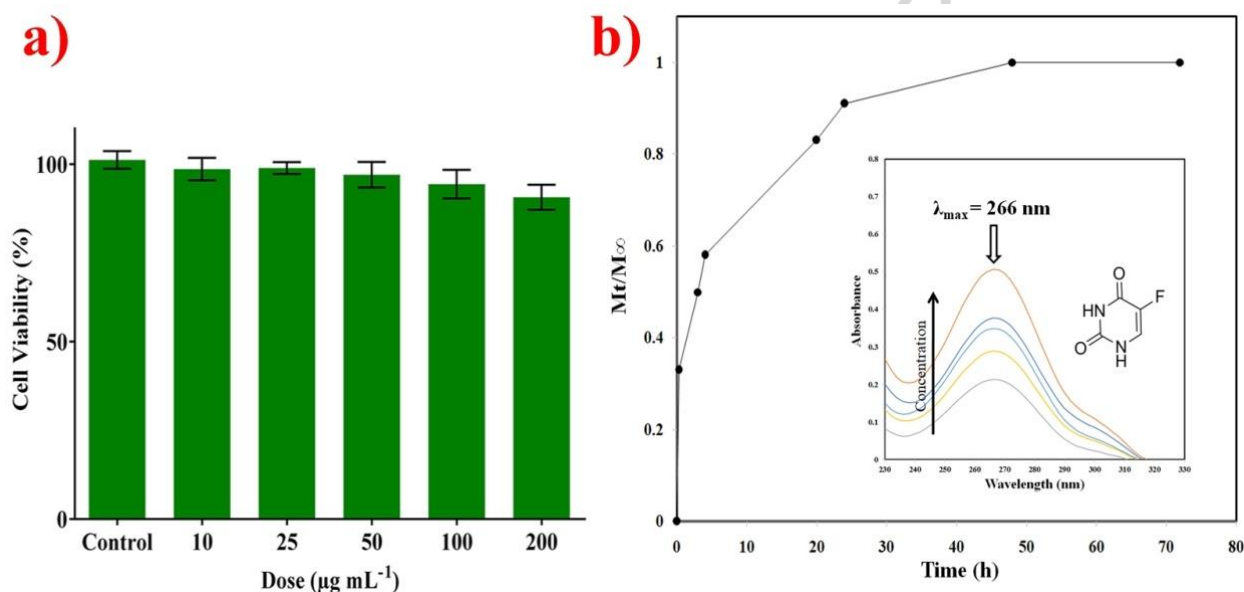 a)
Cell Viability (%)
100
50
0
Control 10 25 50 100 200
Dose (µg mL⁻¹)
b)
Mt/M∞
1
0.8
0.6
0.4
0.2
0
0 10 20 30 40 50 60 70 80
Time (h)
λmax = 266 nm
Absorbance
0.8
0.7
0.6
0.5
0.4
0.3
0.2
0.1
0
Concentration
O
F
HN
O
N
H
230 240 250 260 270 280 290 300 310 320 330
Wavelength (nm)